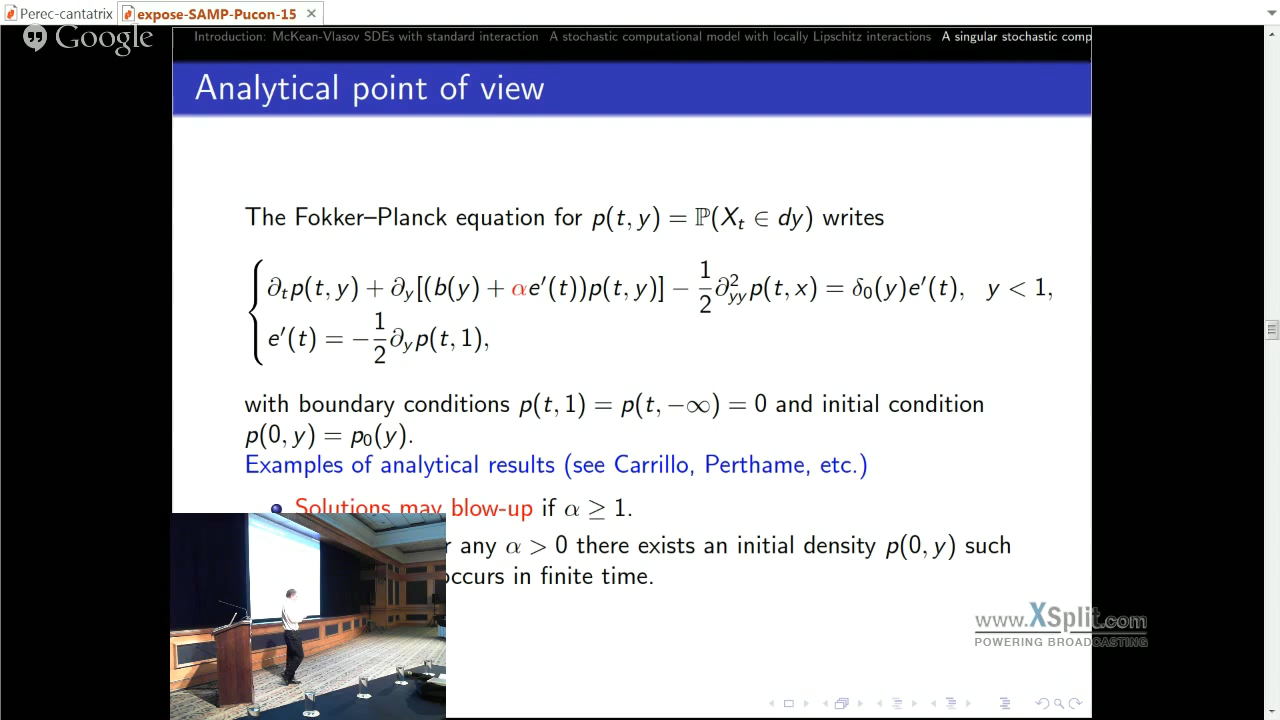 Perec-cantatrix
expose-SAMP-Pucon-15
Google
Introduction: McKean-Vlasov SDEs with standard interaction A stochastic computational model with locally Lipschitz interactions A singular stochastic comp
Analytical point of view
The Fokker–Planck equation for p(t, y) = ℙ(X_t ∈ dy) writes
∂_t p(t, y) + ∂_y[(b(y) + αe′(t))p(t, y)] − 1/2 ∂²_{yy} p(t, x) = δ_0(y)e′(t), y < 1,
e′(t) = −1/2 ∂_y p(t, 1),
with boundary conditions p(t, 1) = p(t, −∞) = 0 and initial condition
p(0, y) = p_0(y).
Examples of analytical results (see Carrillo, Perthame, etc.)
Solutions may blow-up if α ≥ 1.
any α > 0 there exists an initial density p(0, y) such
occurs in finite time.
www.XSplit.com
POWERING BROADCASTING